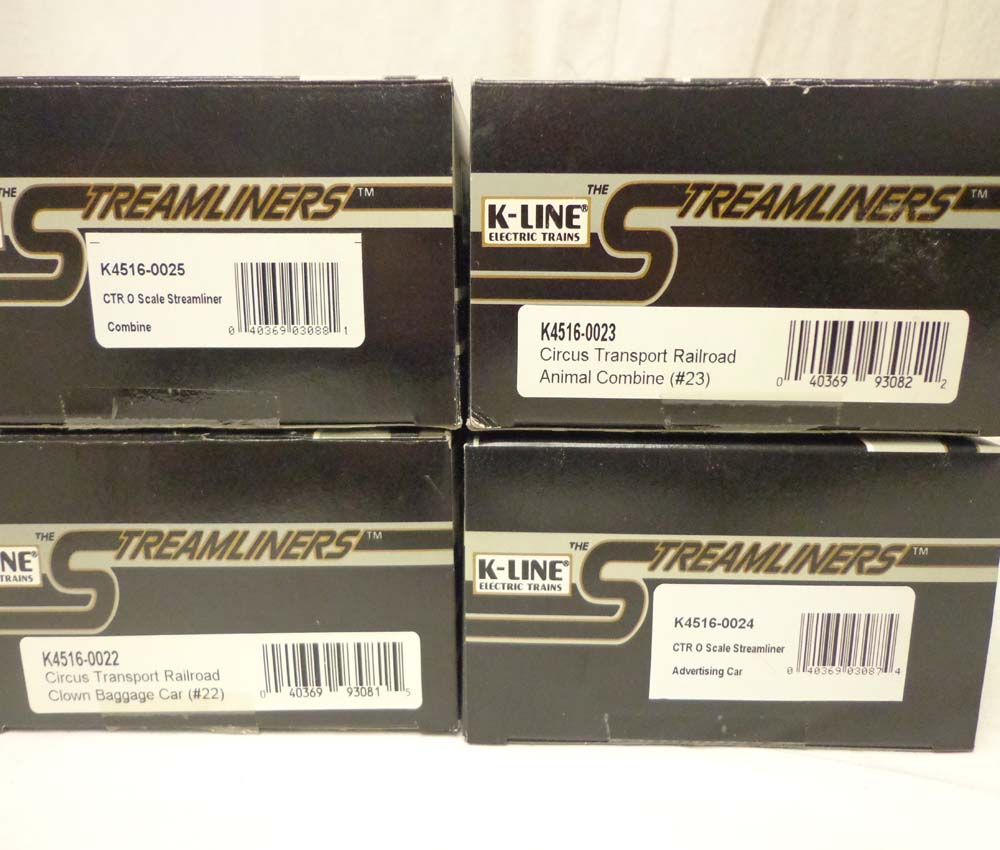 THE STREAMLINERS™
K4516-0025
CTR O Scale Streamliner
Combine
0 40369 03088 1
THE STREAMLINERS™
K-LINE®
ELECTRIC TRAINS
K4516-0023
Circus Transport Railroad
Animal Combine (#23)
0 40369 93082 2
THE STREAMLINERS™
NE®
TRAINS
K4516-0022
Circus Transport Railroad
Clown Baggage Car (#22)
0 40369 93081 5
THE STREAMLINERS™
K-LINE®
ELECTRIC TRAINS
K4516-0024
CTR O Scale Streamliner
Advertising Car
0 40369 03087 4